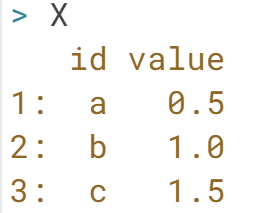 > X
   id value
1:  a   0.5
2:  b   1.0
3:  c   1.5